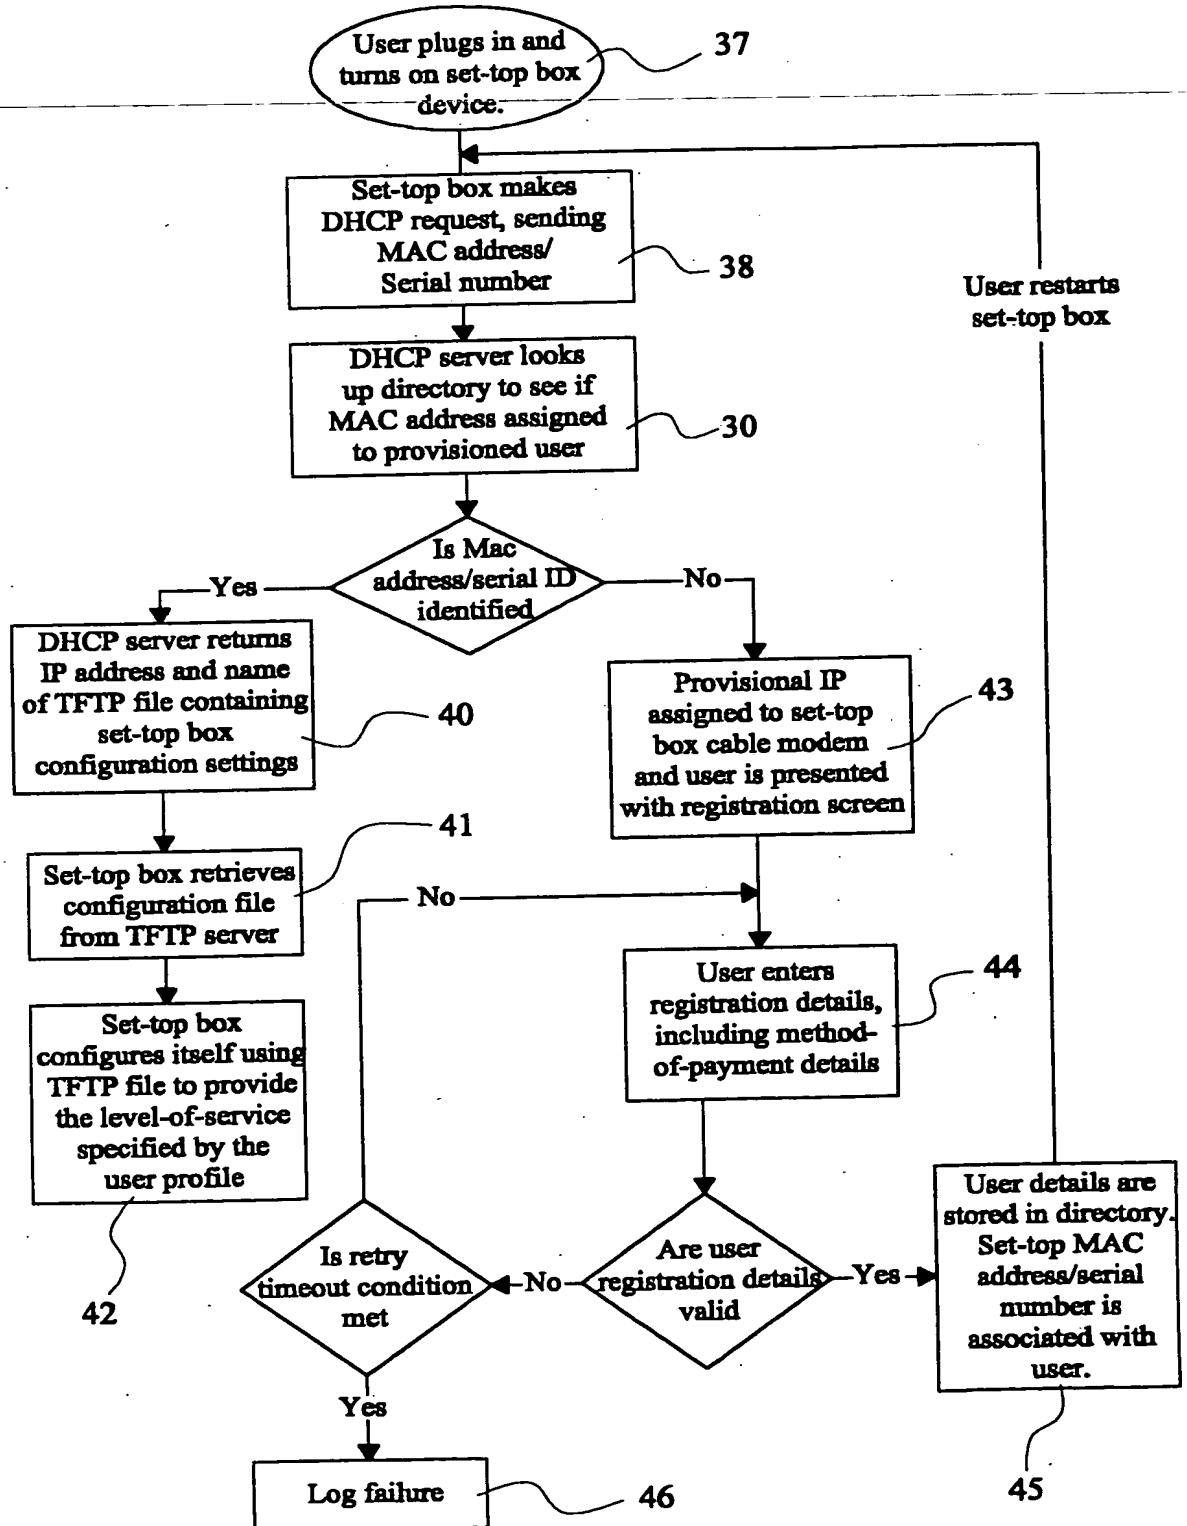 User plugs in and
turns on set-top box
device.
37
Set-top box makes
DHCP request, sending
MAC address/
Serial number
38
User restarts
set-top box
DHCP server looks
up directory to see if
MAC address assigned
to provisioned user
30
Is Mac
address/serial ID
identified
Yes
No
DHCP server returns
IP address and name
of TFTP file containing
set-top box
configuration settings
40
Provisional IP
assigned to set-top
box cable modem
and user is presented
with registration screen
43
41
Set-top box retrieves
configuration file
from TFTP server
No
User enters
registration details,
including method-
of-payment details
44
Set-top box
configures itself using
TFTP file to provide
the level-of-service
specified by the
user profile
42
Is retry
timeout condition
met
No
Are user
registration details
valid
Yes
User details are
stored in directory.
Set-top MAC
address/serial
number is
associated with
user.
45
Yes
Log failure
46